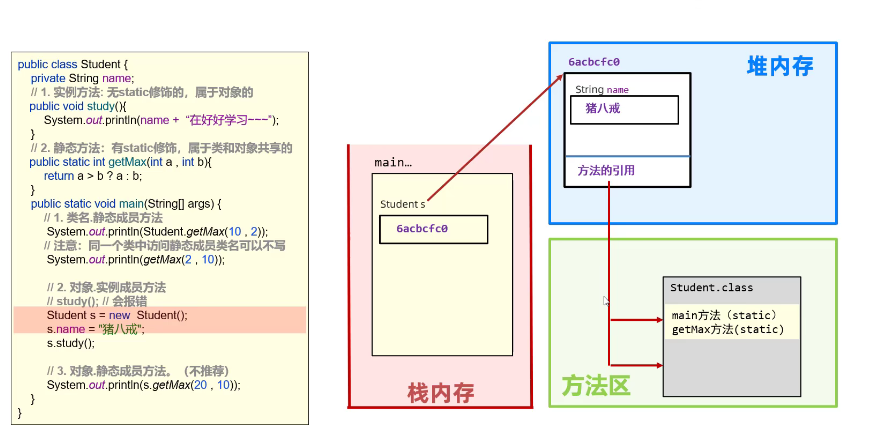 public class Student {
private String name;
// 1. 实例方法: 无static修饰的，属于对象的
public void study(){
System.out.println(name + “在好好学习~~~”);
}
// 2. 静态方法：有static修饰，属于类和对象共享的
public static int getMax(int a , int b){
return a > b ? a : b;
}
public static void main(String[] args) {
// 1. 类名.静态成员方法
System.out.println(Student.getMax(10 , 2));
// 注意：同一个类中访问静态成员类名可以不写
System.out.println(getMax(2 , 10));
// 2. 对象.实例成员方法
// study(); // 会报错
Student s = new Student();
s.name = "猪八戒";
s.study();
// 3. 对象.静态成员方法。（不推荐）
System.out.println(s.getMax(20 , 10));
}
}
main…
Student s
6acbcfc0
栈内存
堆内存
6acbcfc0
String name
猪八戒
方法的引用
Student.class
main方法（static）
getMax方法(static)
方法区